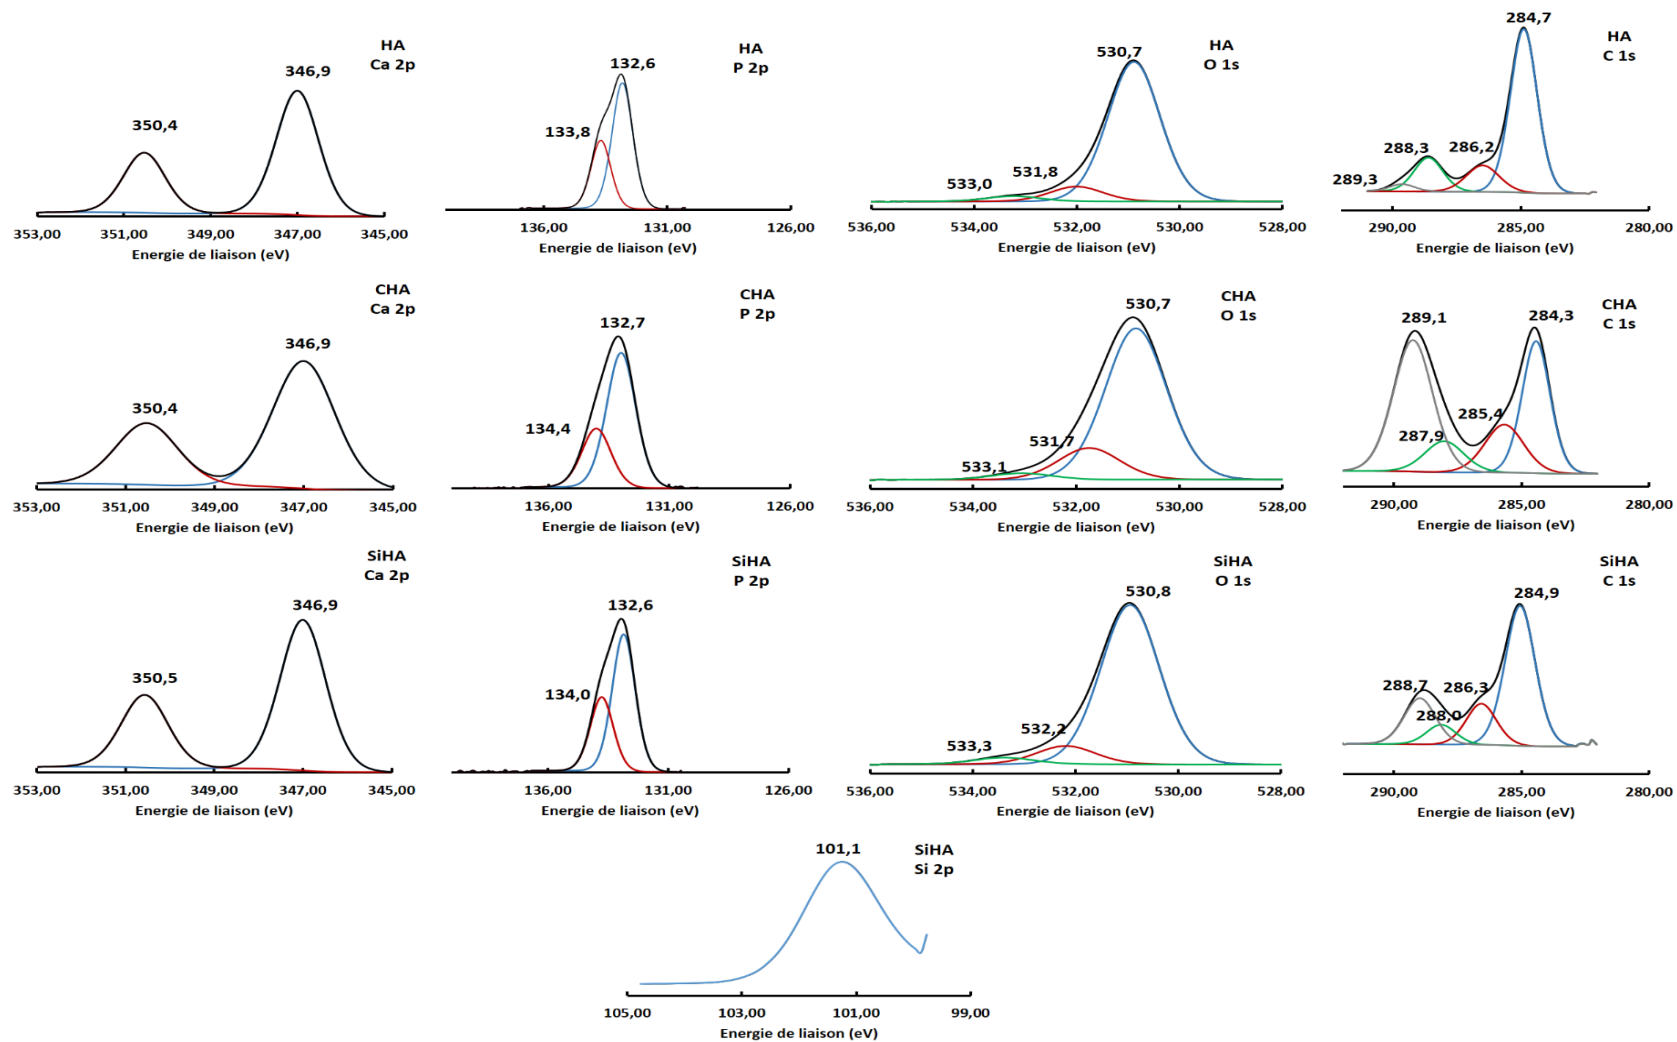 HA
Ca 2p
346,9
350,4
353,00 351,00 349,00 347,00 345,00
Energie de liaison (eV)
HA
P 2p
132,6
133,8
136,00 131,00 126,00
Energie de liaison (eV)
HA
O 1s
530,7
531,8
533,0
536,00 534,00 532,00 530,00 528,00
Energie de liaison (eV)
284,7
HA
C 1s
288,3
286,2
289,3
290,00 285,00 280,00
Energie de liaison (eV)
CHA
Ca 2p
346,9
350,4
353,00 351,00 349,00 347,00 345,00
Energie de liaison (eV)
CHA
P 2p
132,7
134,4
136,00 131,00 126,00
Energie de liaison (eV)
CHA
O 1s
530,7
531,7
533,1
536,00 534,00 532,00 530,00 528,00
Energie de liaison (eV)
CHA
C 1s
289,1
284,3
285,4
287,9
290,00 285,00 280,00
Energie de liaison (eV)
SiHA
Ca 2p
346,9
350,5
353,00 351,00 349,00 347,00 345,00
Energie de liaison (eV)
SiHA
P 2p
132,6
134,0
136,00 131,00 126,00
Energie de liaison (eV)
SiHA
O 1s
530,8
532,2
533,3
536,00 534,00 532,00 530,00 528,00
Energie de liaison (eV)
SiHA
C 1s
284,9
288,7
286,3
288,0
290,00 285,00 280,00
Energie de liaison (eV)
101,1
SiHA
Si 2p
105,00 103,00 101,00 99,00
Energie de liaison (eV)